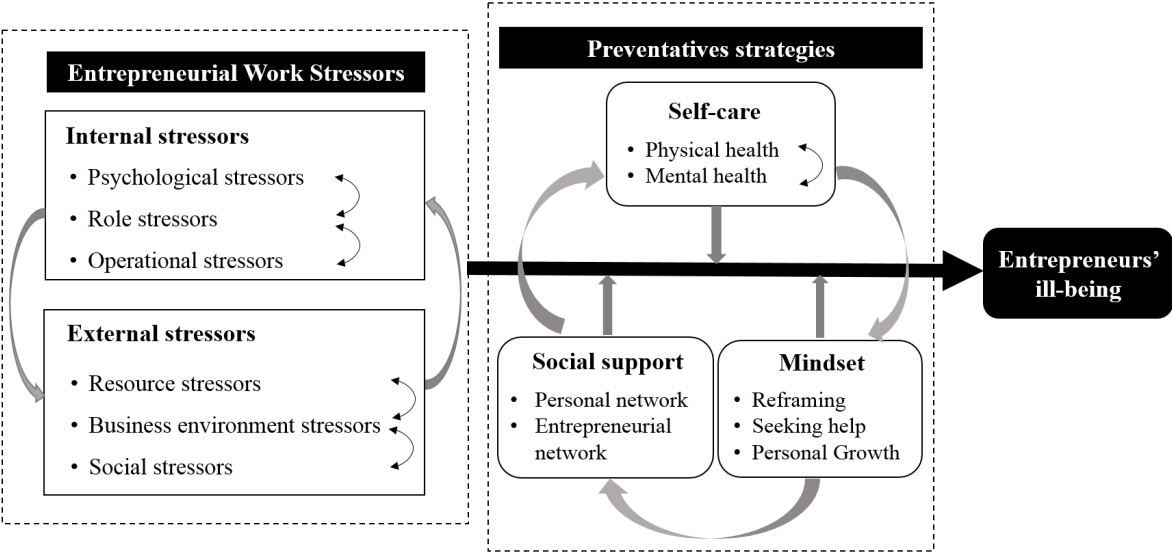 Entrepreneurial Work Stressors
Internal stressors
• Psychological stressors
• Role stressors
• Operational stressors
External stressors
• Resource stressors
• Business environment stressors
• Social stressors
Preventatives strategies
Self-care
• Physical health
• Mental health
Social support
• Personal network
• Entrepreneurial
network
Mindset
• Reframing
• Seeking help
• Personal Growth
Entrepreneurs’
ill-being